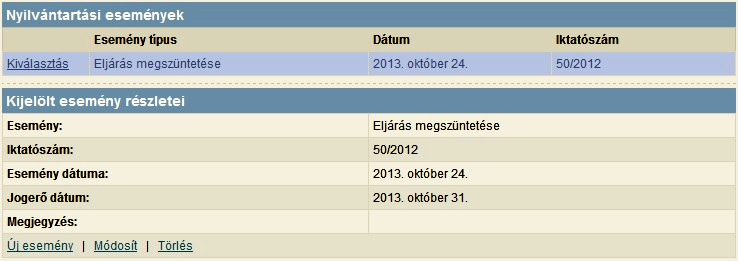 Nyilvántartási események
Esemény típus Dátum Iktatószám
Kiválasztás Eljárás megszüntetése 2013. október 24. 50/2012
Kijelölt esemény részletei
Esemény: Eljárás megszüntetése
Iktatószám: 50/2012
Esemény dátuma: 2013. október 24.
Jogerő dátum: 2013. október 31.
Megjegyzés:
Új esemény | Módosít | Törlés